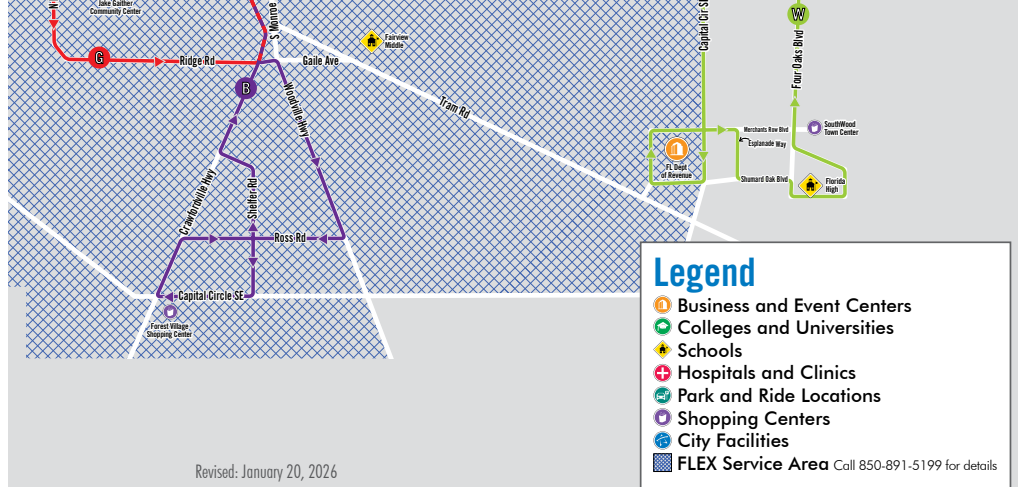 Jake Gaither
Community Center
N
S Monroe
Capital Cir S
W
Four Oaks Blvd
Fairview
Middle
G
Ridge Rd
Gaile Ave
B
Woodville Hwy
Tram Rd
Merchants Row Blvd
Esplanade Way
SouthWood
Town Center
FL Dept
of Revenue
Shumard Oak Blvd
Florida
High
Crawfordville Hwy
Shelfer Rd
Ross Rd
Capital Circle SE
Forest Village
Shopping Center
Legend
Business and Event Centers
Colleges and Universities
Schools
Hospitals and Clinics
Park and Ride Locations
Shopping Centers
City Facilities
FLEX Service Area Call 850-891-5199 for details
Revised: January 20, 2026